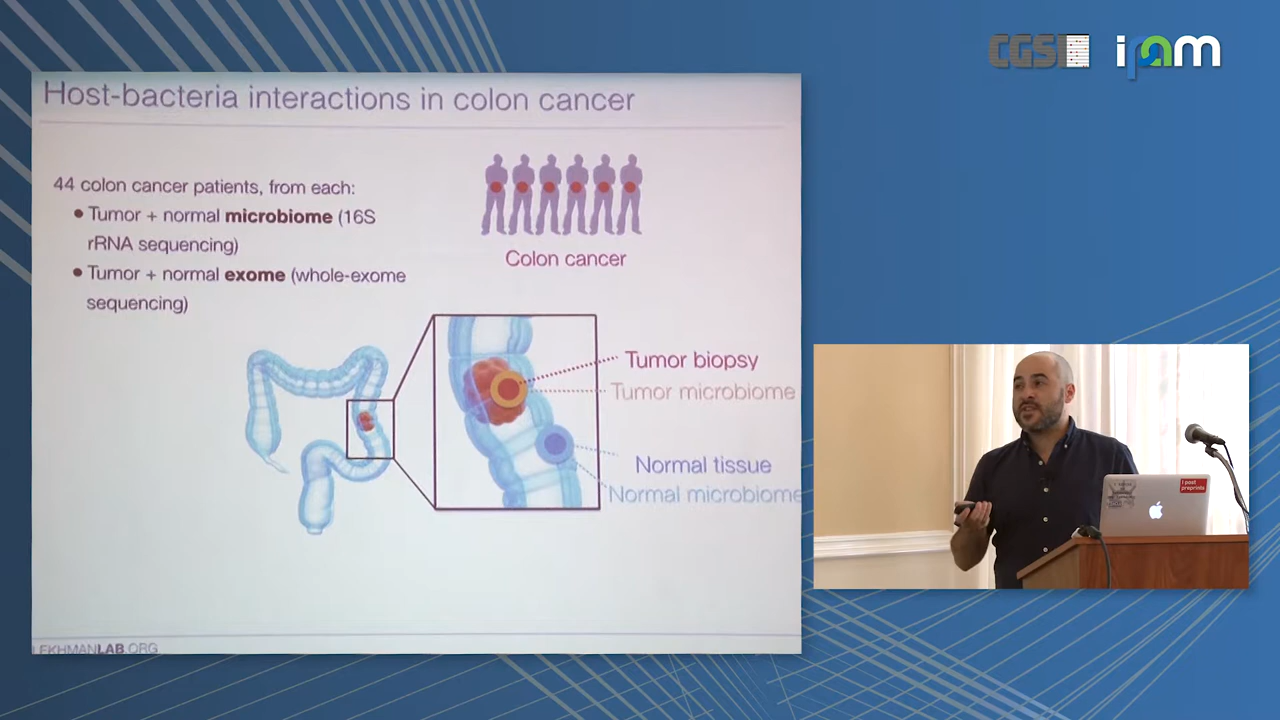 CGSI
ipam
Host-bacteria interactions in colon cancer
44 colon cancer patients, from each:
• Tumor + normal microbiome (16S
rRNA sequencing)
• Tumor + normal exome (whole-exome
sequencing)
Colon cancer
Tumor biopsy
Tumor microbiome
Normal tissue
Normal microbiome
LEKHMANLAB.ORG
I post
preprints